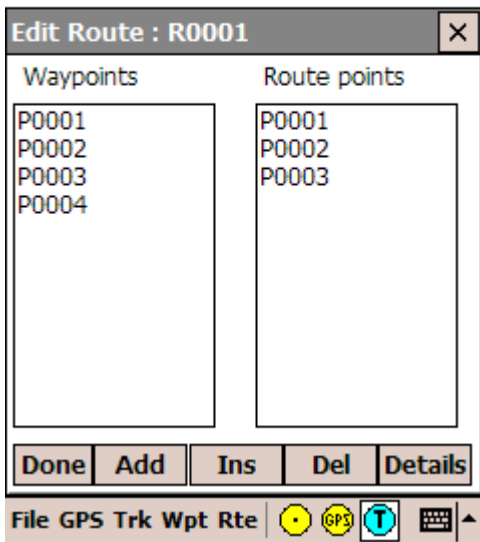 Edit Route : R0001
Waypoints Route points
P0001 P0001
P0002 P0002
P0003 P0003
P0004
Done Add Ins Del Details
File GPS Trk Wpt Rte GPS T